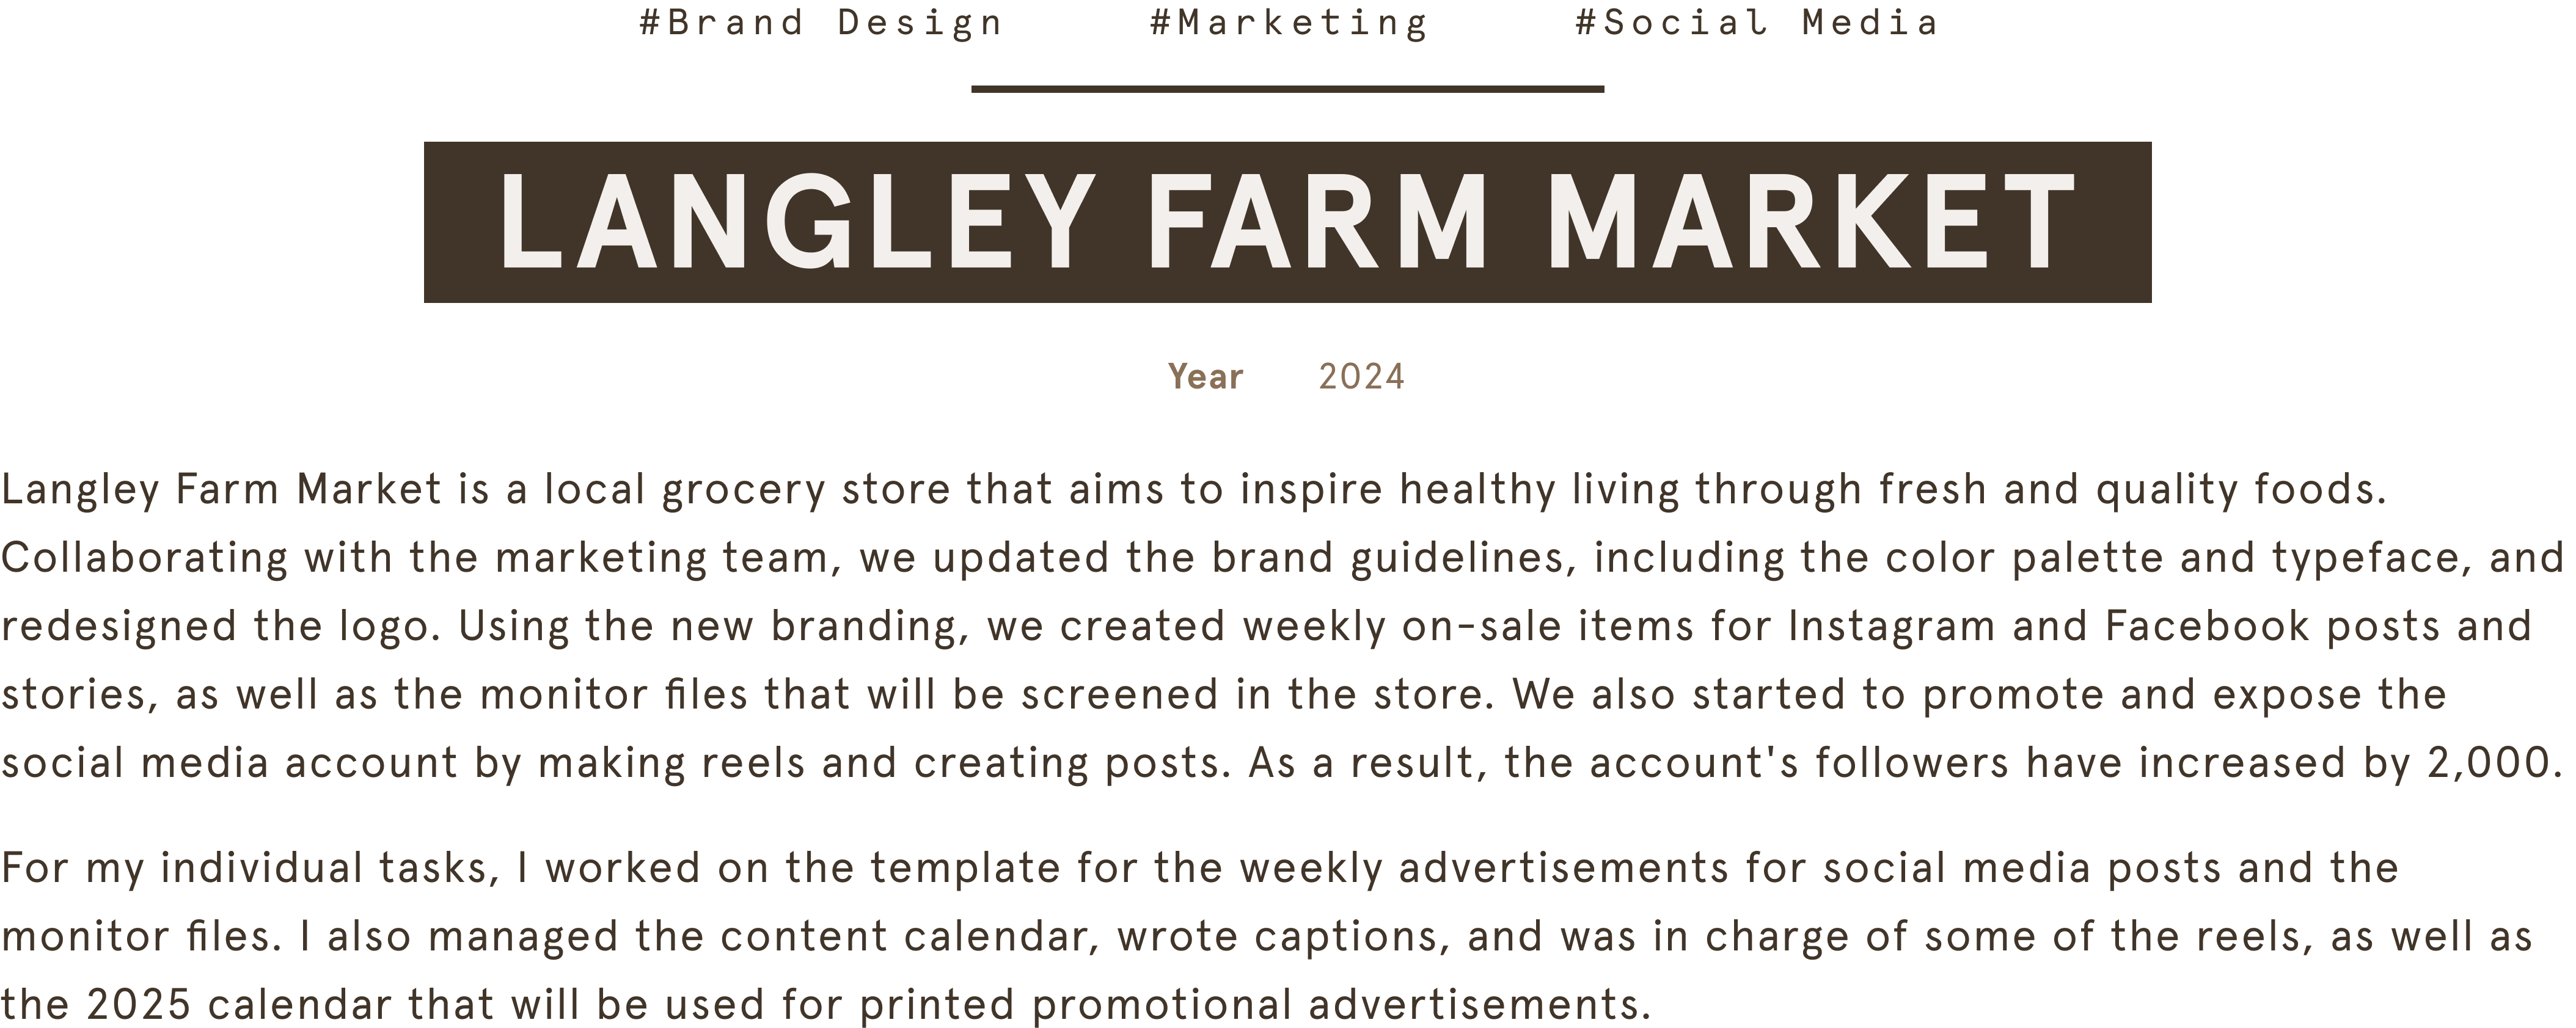 #Brand Design #Marketing #Social Media
LANGLEY FARM MARKET
Year 2024
Langley Farm Market is a local grocery store that aims to inspire healthy living through fresh and quality foods.
Collaborating with the marketing team, we updated the brand guidelines, including the color palette and typeface, and
redesigned the logo. Using the new branding, we created weekly on-sale items for Instagram and Facebook posts and
stories, as well as the monitor files that will be screened in the store. We also started to promote and expose the
social media account by making reels and creating posts. As a result, the account's followers have increased by 2,000.
For my individual tasks, I worked on the template for the weekly advertisements for social media posts and the
monitor files. I also managed the content calendar, wrote captions, and was in charge of some of the reels, as well as
the 2025 calendar that will be used for printed promotional advertisements.